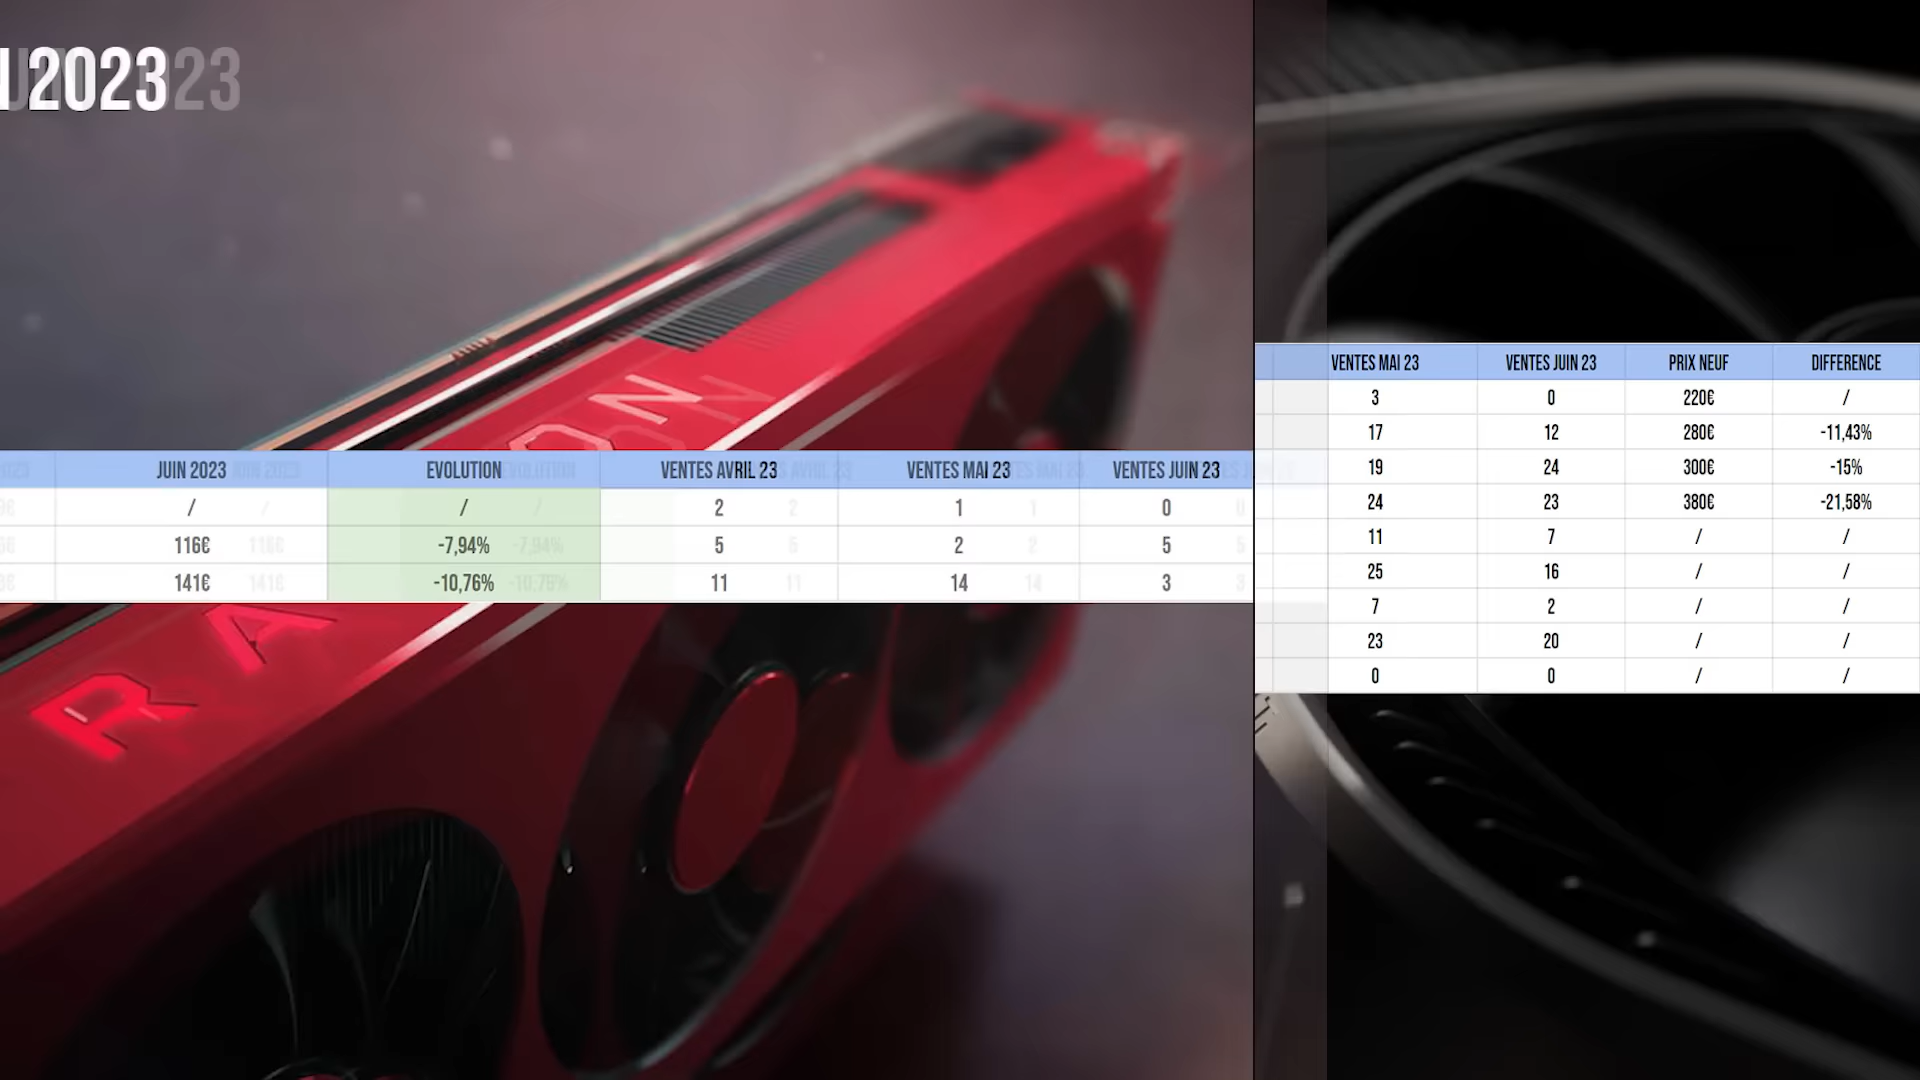 2023
JUIN 2023 EVOLUTION VENTES AVRIL 23 VENTES MAI 23 VENTES JUIN 23
/ / 2 1 0
116€ -7,94% 5 2 5
141€ -10,76% 11 14 3
RA
ON
VENTES MAI 23 VENTES JUIN 23 PRIX NEUF DIFFERENCE
3 0 220€ /
17 12 280€ -11,43%
19 24 300€ -15%
24 23 380€ -21,58%
11 7 / /
25 16 / /
7 2 / /
23 20 / /
0 0 / /